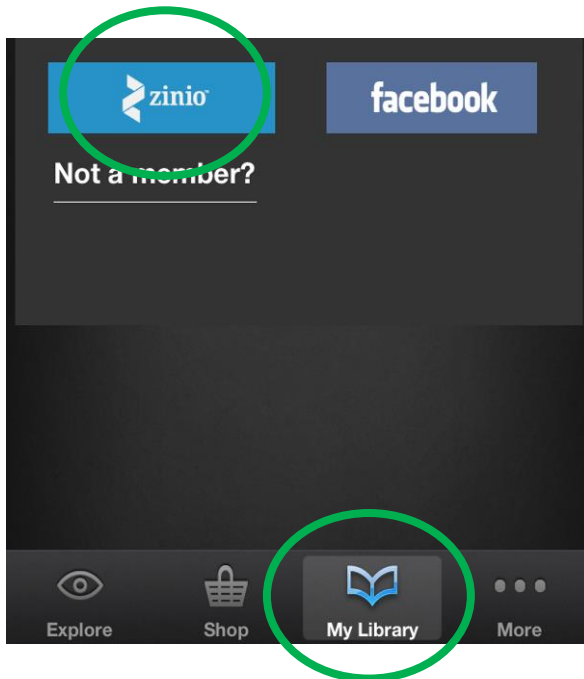 zinio
facebook
Not a member?
Explore
Shop
My Library
More